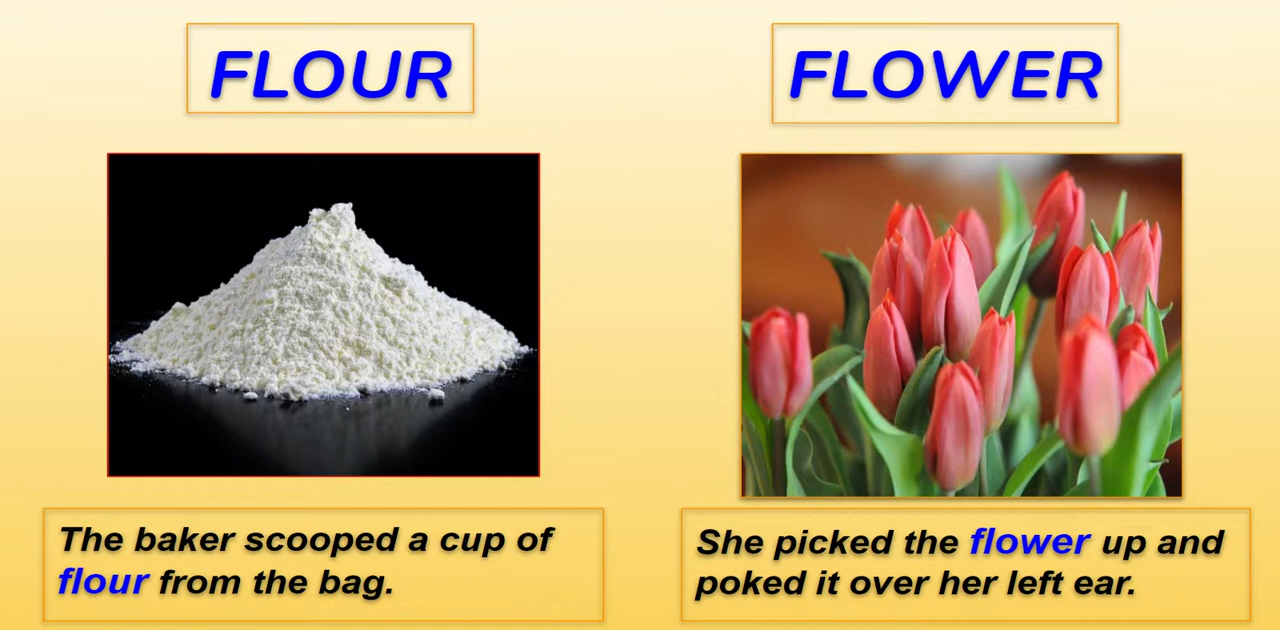 FLOUR
FLOWER
The baker scooped a cup of
flour from the bag.
She picked the flower up and
poked it over her left ear.